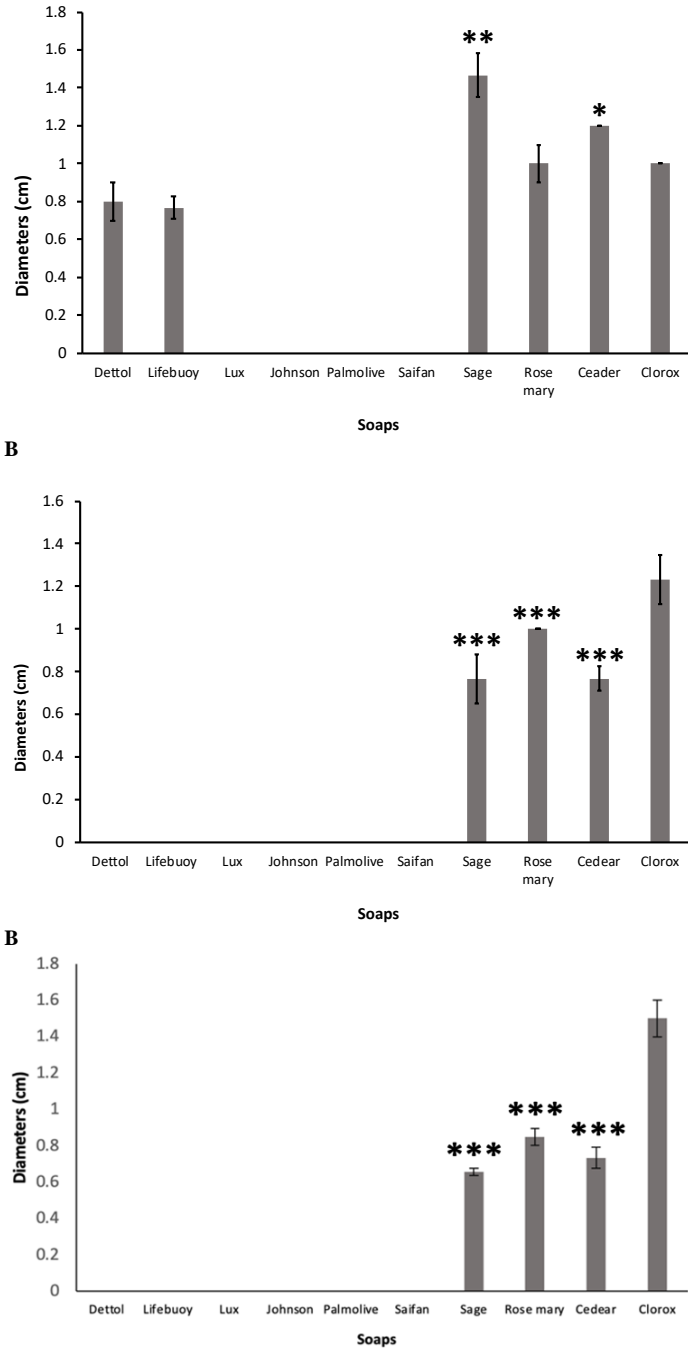 1.8
1.6
1.4
1.2
1
0.8
0.6
0.4
0.2
0
Diameters (cm)
**
*
Dettol Lifebuoy Lux Johnson Palmolive Saifan Sage Rose mary Ceader Clorox
Soaps
B
1.6
1.4
1.2
1
0.8
0.6
0.4
0.2
0
Diameters (cm)
*** *** ***
Dettol Lifebuoy Lux Johnson Palmolive Saifan Sage Rose mary Cedear Clorox
Soaps
B
1.8
1.6
1.4
1.2
1
0.8
0.6
0.4
0.2
0
Diameters (cm)
*** *** ***
Dettol Lifebuoy Lux Johnson Palmolive Saifan Sage Rose mary Cedear Clorox
Soaps